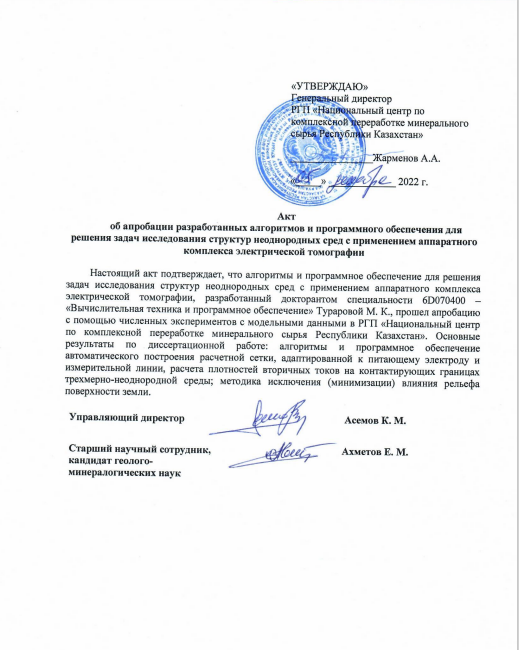 «УТВЕРЖДАЮ»
Генеральный директор
РГП «Национальный центр по
комплексной переработке минерального
сырья Республики Казахстан»
Жарменов А.А.
2022 г.
Акт
об апробации разработанных алгоритмов и программного обеспечения для
решения задач исследования структур неоднородных сред с применением аппаратного
комплекса электрической томографии
Настоящий акт подтверждает, что алгоритмы и программное обеспечение для решения
задач исследования структур неоднородных сред с применением аппаратного комплекса
электрической томографии, разработанный докторантом специальности 6D070400 –
«Вычислительная техника и программное обеспечение» Тураровой М. К., прошел апробацию
с помощью численных экспериментов с модельными данными в РГП «Национальный центр
по комплексной переработке минерального сырья Республики Казахстан». Основные
результаты по диссертационной работе: алгоритмы и программное обеспечение
автоматического построения расчетной сетки, адаптированной к питающему электроду и
измерительной линии, расчета плотностей вторичных токов на контактирующих границах
трехмерно-неоднородной среды; методика исключения (минимизации) влияния рельефа
поверхности земли.
Управляющий директор Асемов К. М.
Старший научный сотрудник, Ахметов Е. М.
кандидат геолого-
минералогических наук